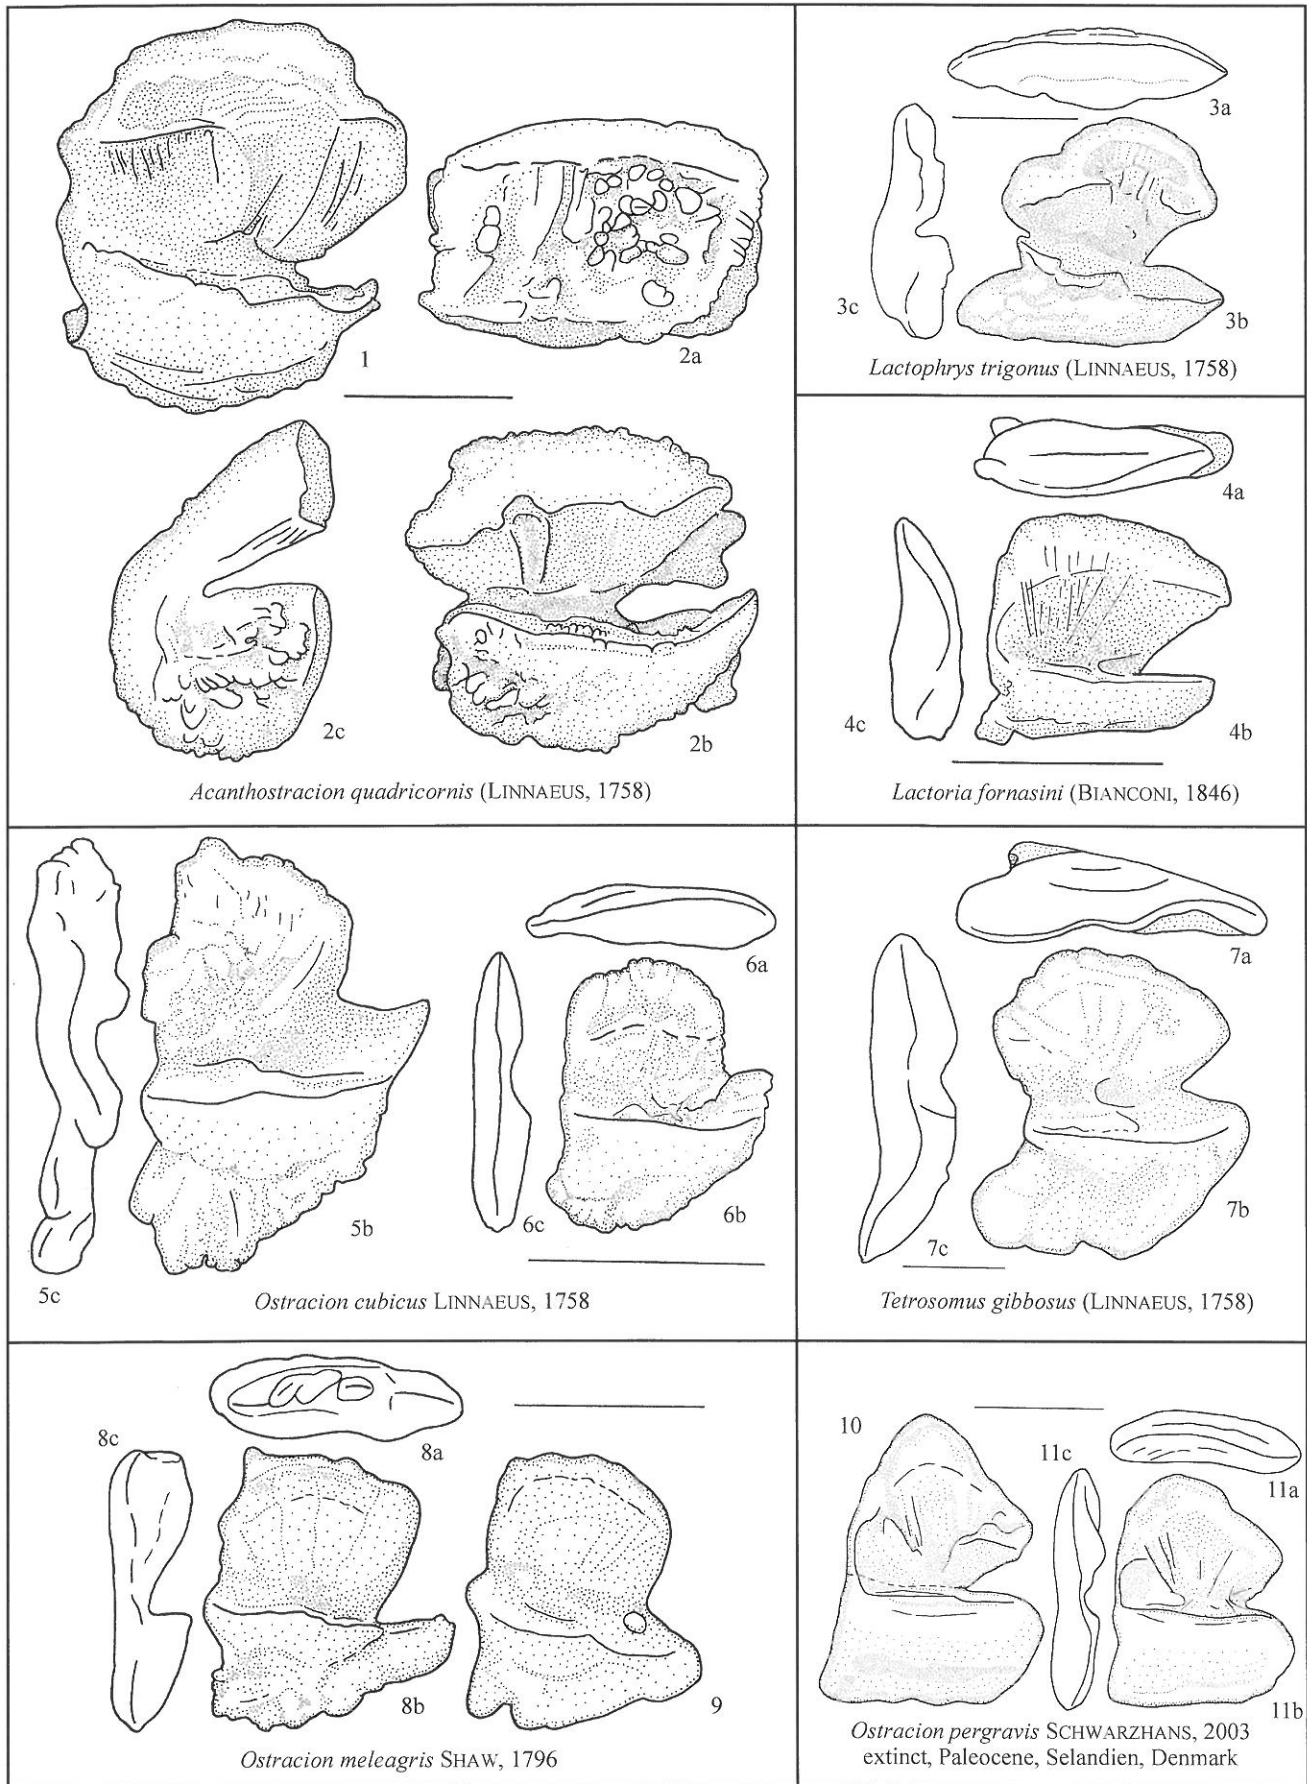 1
2a
2c
2b
Acanthostracion quadricornis (LINNAEUS, 1758)
3a
3c
3b
Lactophrys trigonus (LINNAEUS, 1758)
4a
4c
4b
Lactoria fornasini (BIANCONI, 1846)
5c
5b
6a
6c
6b
Ostracion cubicus LINNAEUS, 1758
7a
7c
7b
Tetrosomus gibbosus (LINNAEUS, 1758)
8c
8a
8b
9
Ostracion meleagris SHAW, 1796
10
11c
11a
11b
Ostracion pergravis SCHWARZHANS, 2003
extinct, Paleocene, Selandien, Denmark